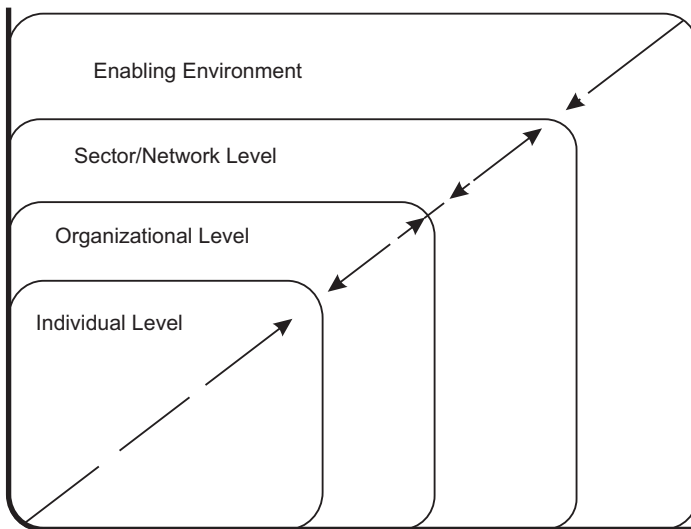 Enabling Environment
Sector/Network Level
Organizational Level
Individual Level